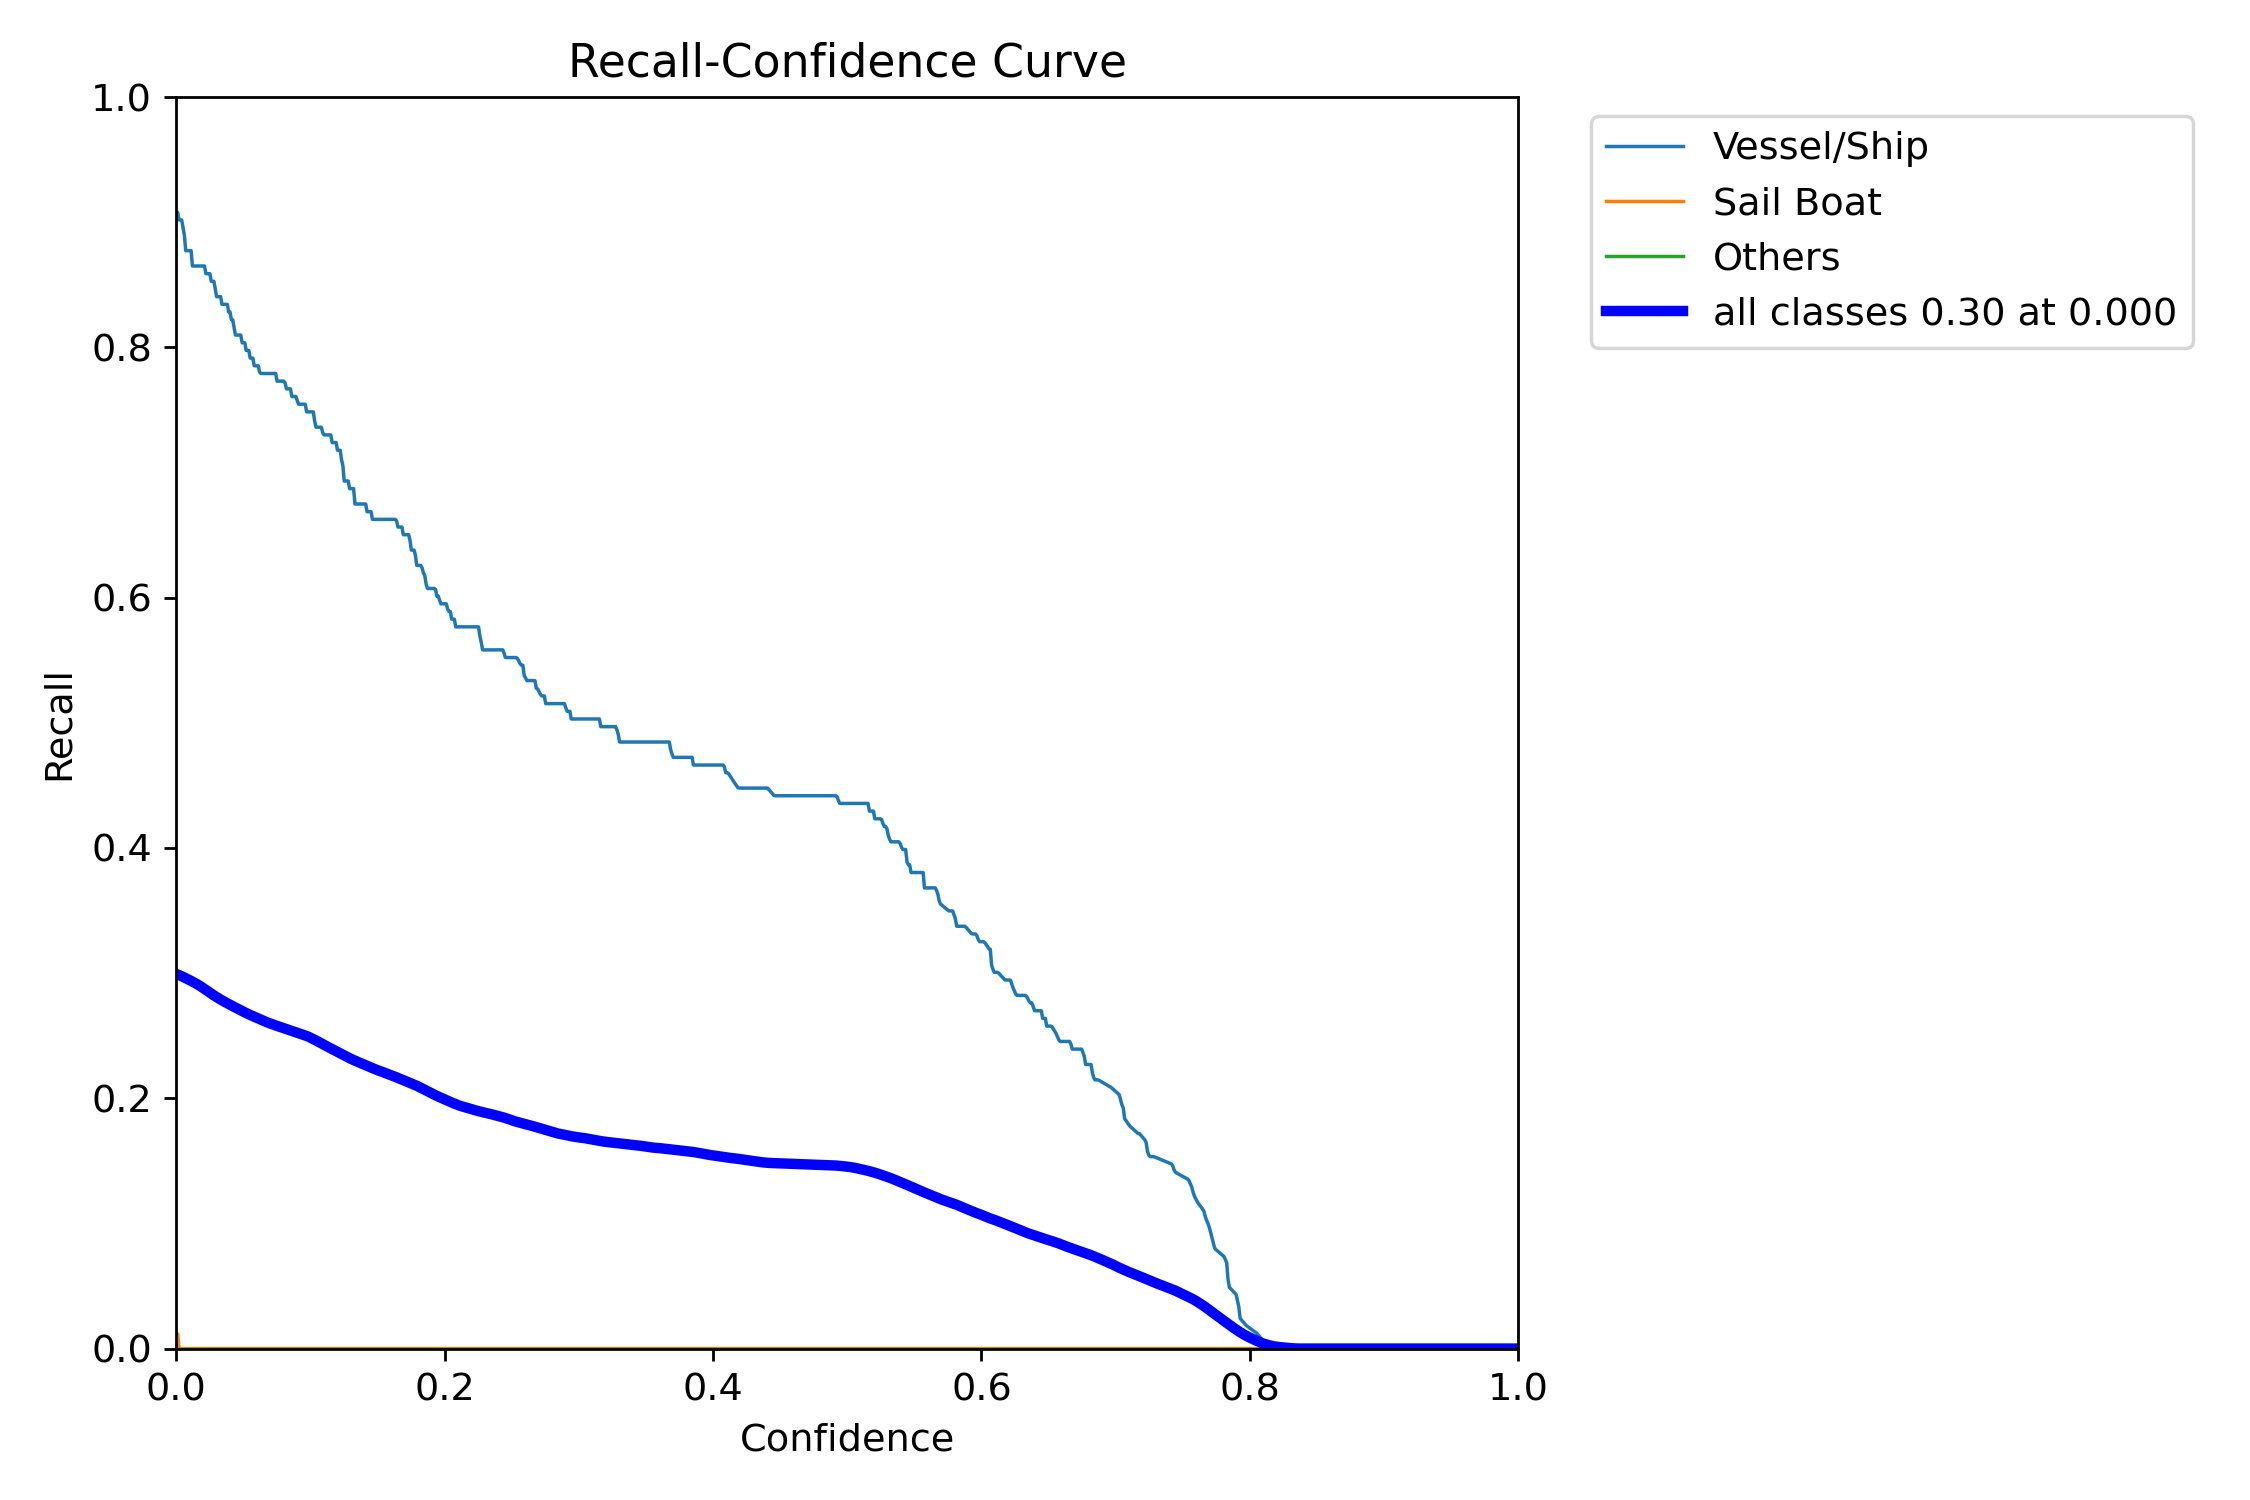 Recall-Confidence Curve
1.0
0.8
0.6
0.4
0.2
0.0
Recall
0.0 0.2 0.4 0.6 0.8 1.0
Confidence
Vessel/Ship
Sail Boat
Others
all classes 0.30 at 0.000